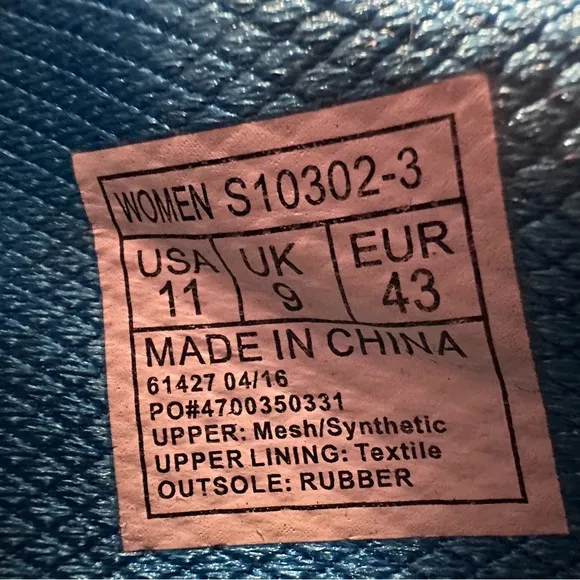 WOMEN S10302-3
USA UK EUR
11 9 43
MADE IN CHINA
61427 04/16
PO#4700350331
UPPER: Mesh/Synthetic
UPPER LINING: Textile
OUTSOLE: RUBBER